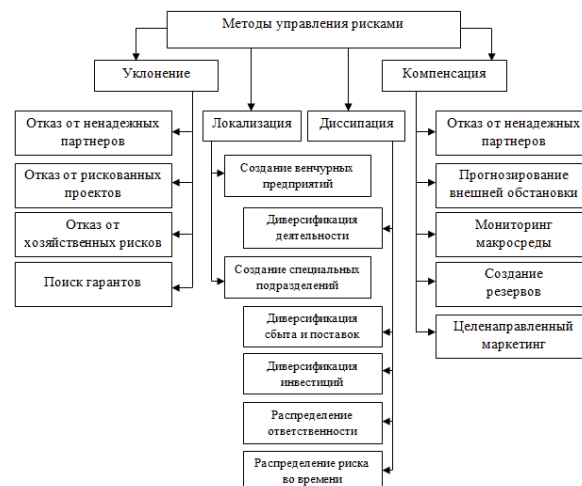 Методы управления рисками
Уклонение
Компенсация
Локализация
Диссипация
Отказ от ненадежных
партнеров
Отказ от рискованных
проектов
Отказ от
хозяйственных рисков
Поиск гарантов
Создание венчурных
предприятий
Создание специальных
подразделений
Диверсификация
деятельности
Диверсификация
сбыта и поставок
Диверсификация
инвестиций
Распределение
ответственности
Распределение риска
во времени
Отказ от ненадежных
партнеров
Прогнозирование
внешней обстановки
Мониторинг
макросреды
Создание
резервов
Целенаправленный
маркетинг